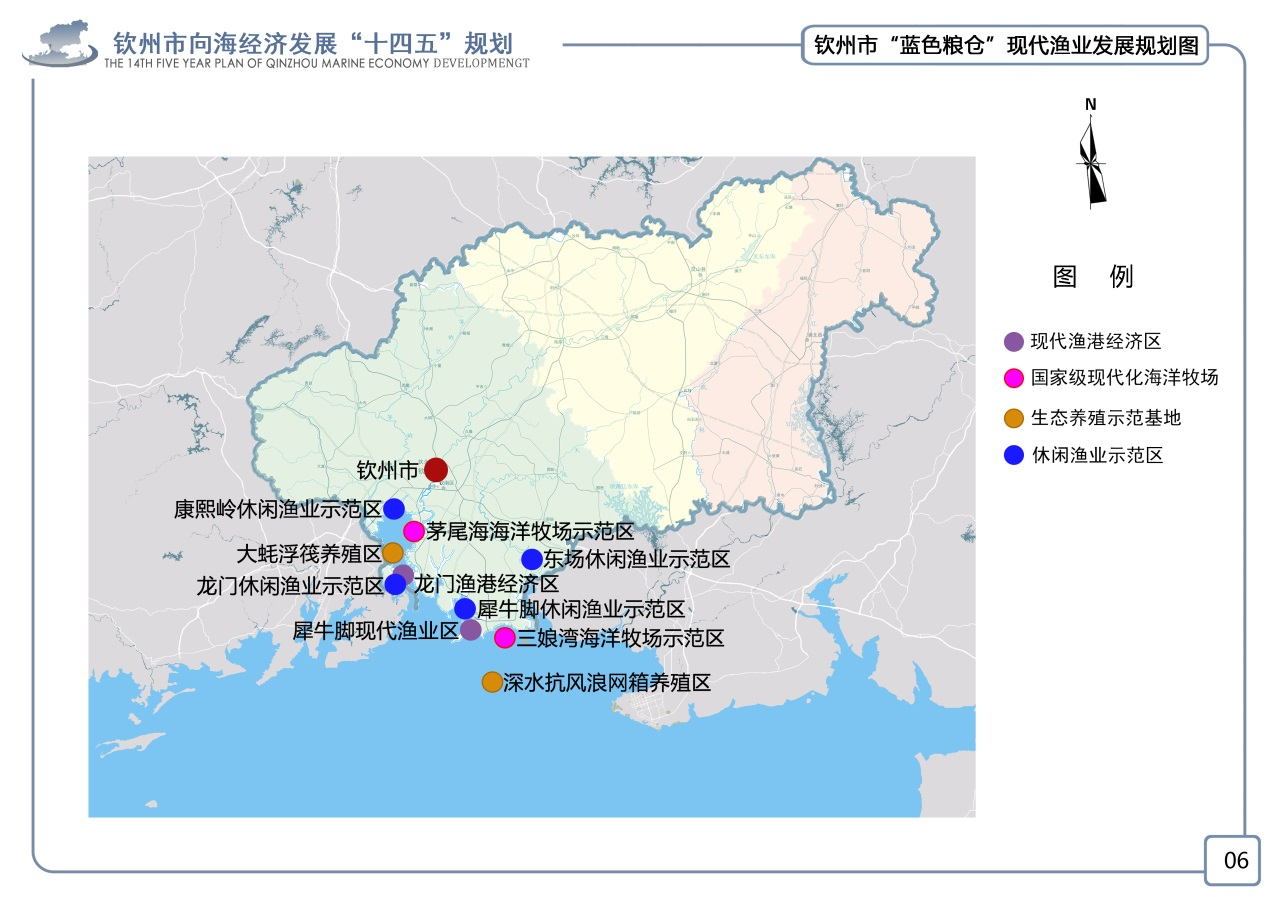 钦州市向海经济发展“十四五”规划
THE 14TH FIVE YEAR PLAN OF QINZHOU MARINE ECONOMY DEVELOPMENGT
钦州市“蓝色粮仓”现代渔业发展规划图
N
图 例
现代渔港经济区
国家级现代化海洋牧场
生态养殖示范基地
休闲渔业示范区
钦州市
康熙岭休闲渔业示范区
茅尾海海洋牧场示范区
大蚝浮筏养殖区
东场休闲渔业示范区
龙门休闲渔业示范区
龙门渔港经济区
犀牛脚休闲渔业示范区
犀牛脚现代渔业区
三娘湾海洋牧场示范区
深水抗风浪网箱养殖区
06